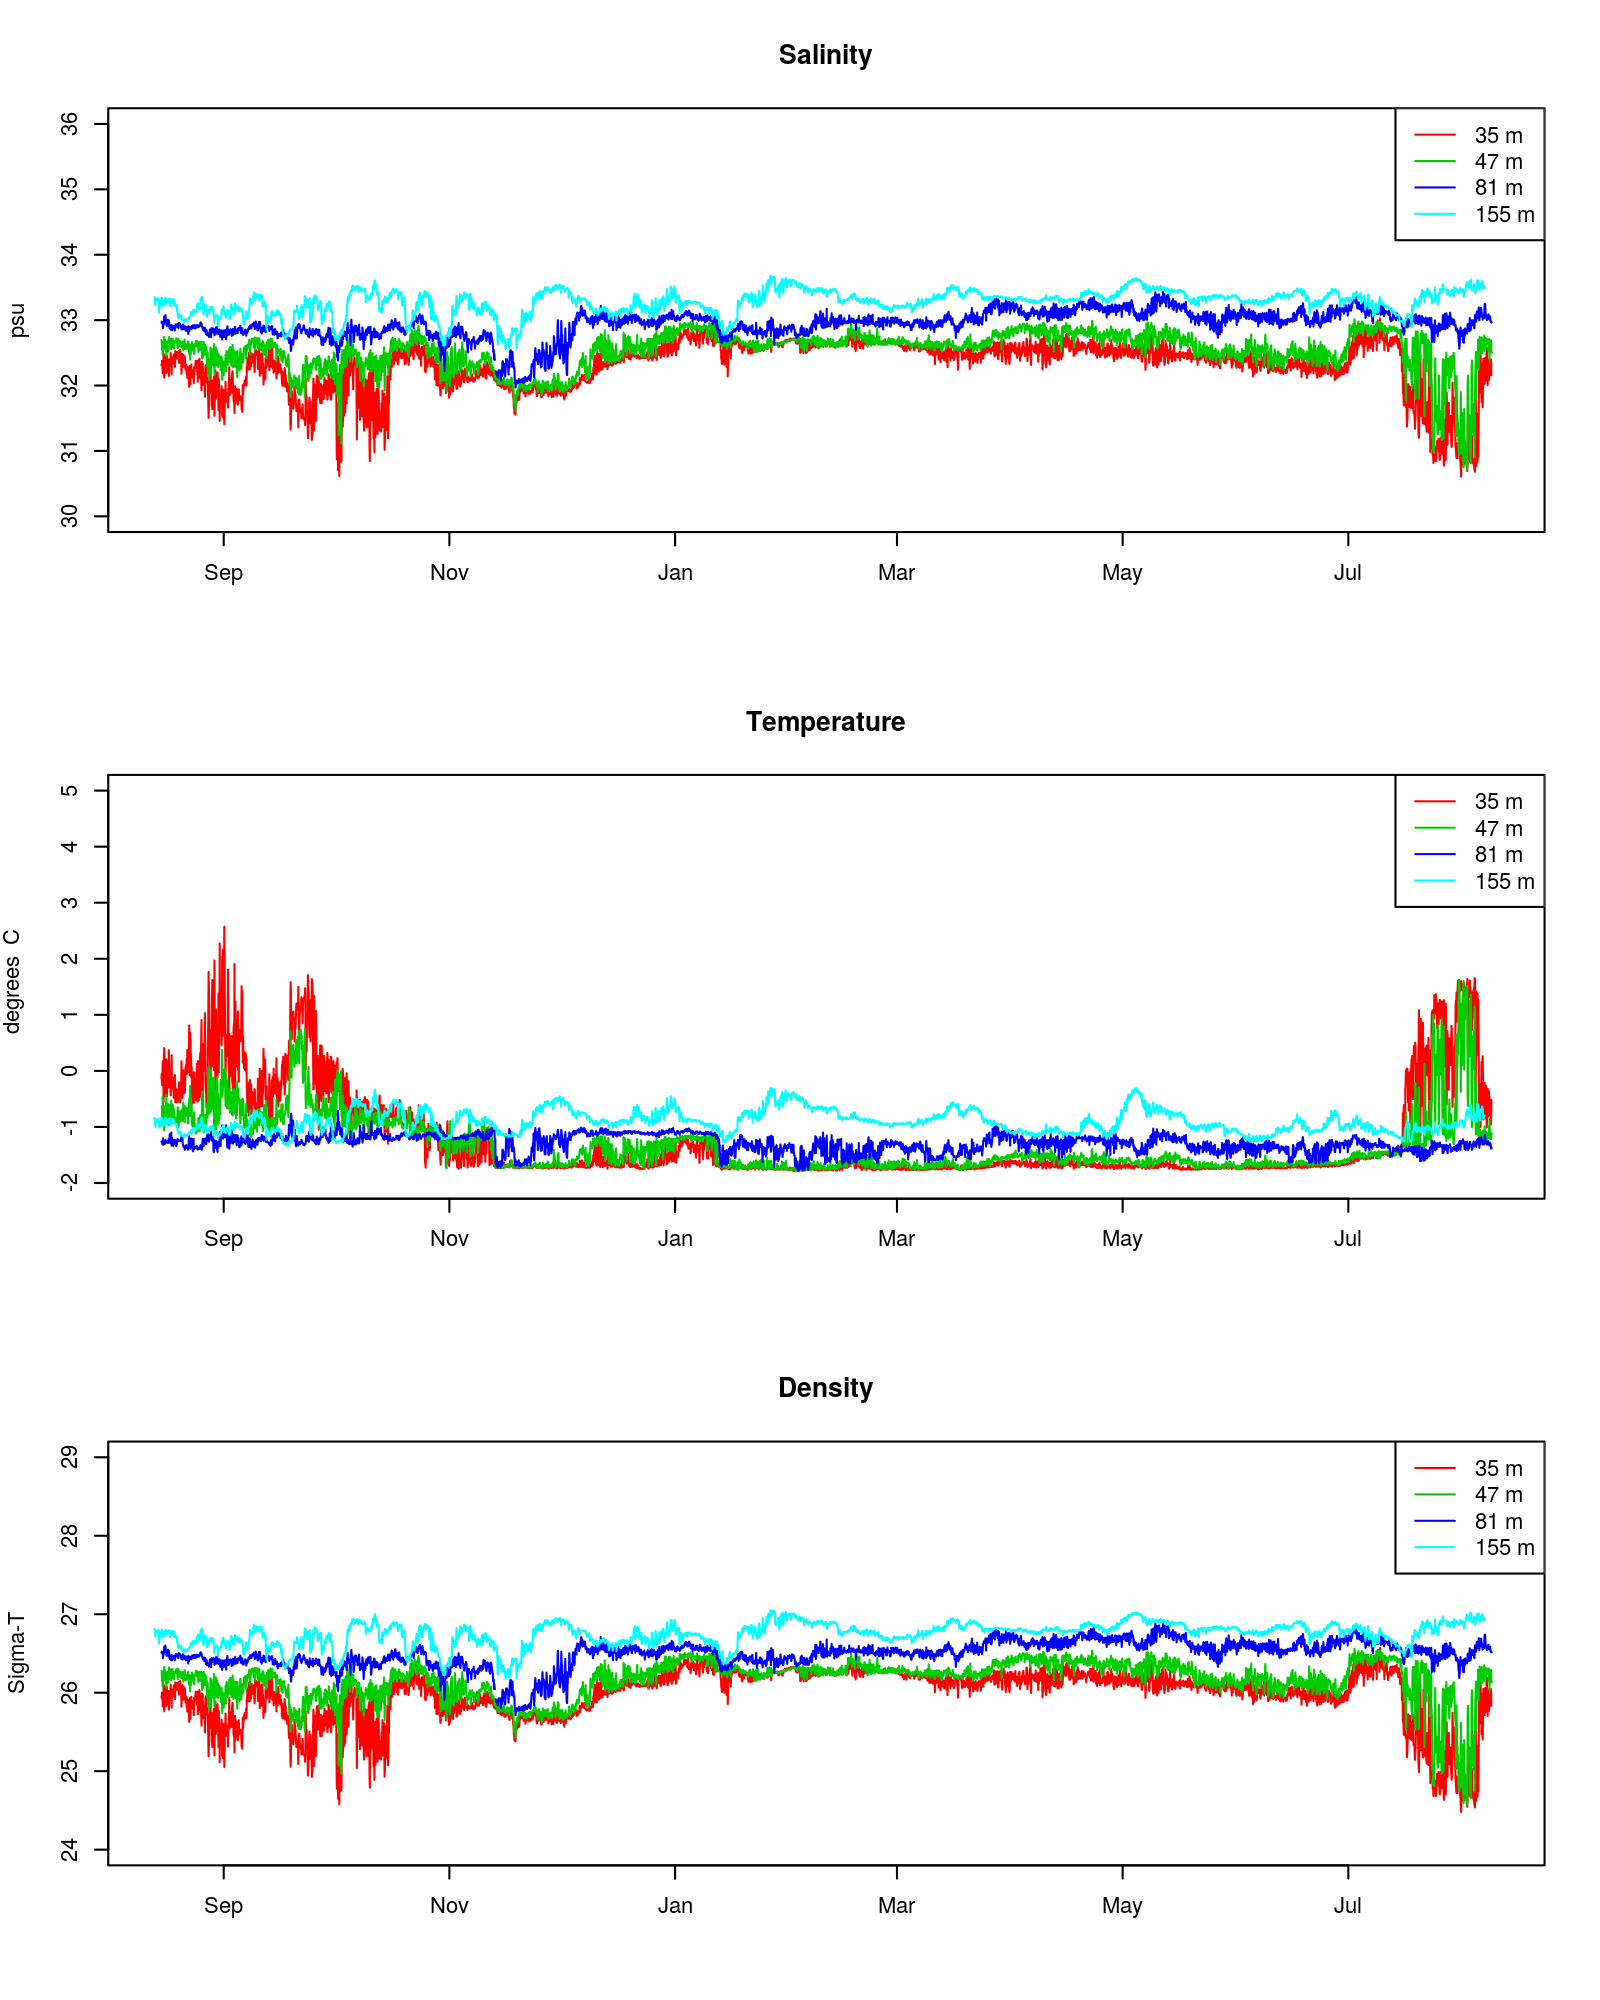 Salinity
36
35
34
33
32
31
30
psu
35 m
47 m
81 m
155 m
Sep Nov Jan Mar May Jul
Temperature
5
4
3
2
1
0
-1
-2
degrees C
35 m
47 m
81 m
155 m
Sep Nov Jan Mar May Jul
Density
29
28
27
26
25
24
Sigma-T
35 m
47 m
81 m
155 m
Sep Nov Jan Mar May Jul